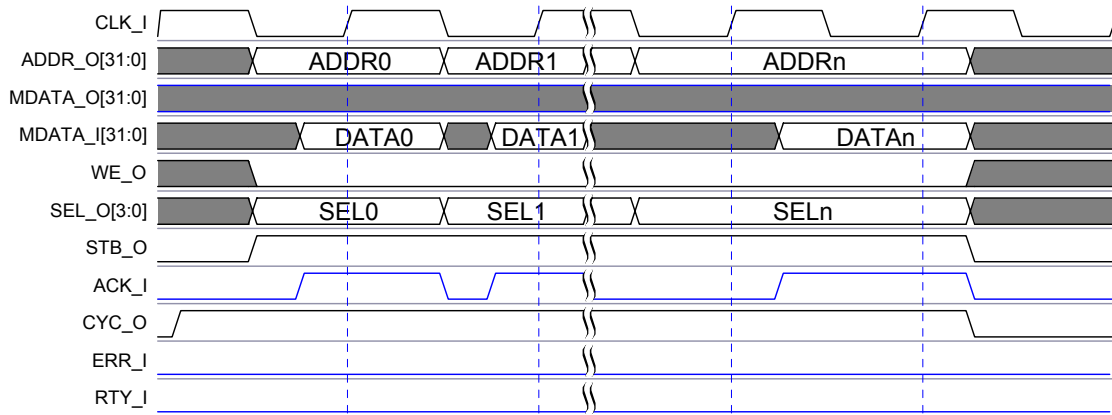 CLK_I
ADDR_O[31:0] ADDR0 ADDR1 ADDRn
MDATA_O[31:0]
MDATA_I[31:0] DATA0 DATA1 DATAn
WE_O
SEL_O[3:0] SEL0 SEL1 SELn
STB_O
ACK_I
CYC_O
ERR_I
RTY_I